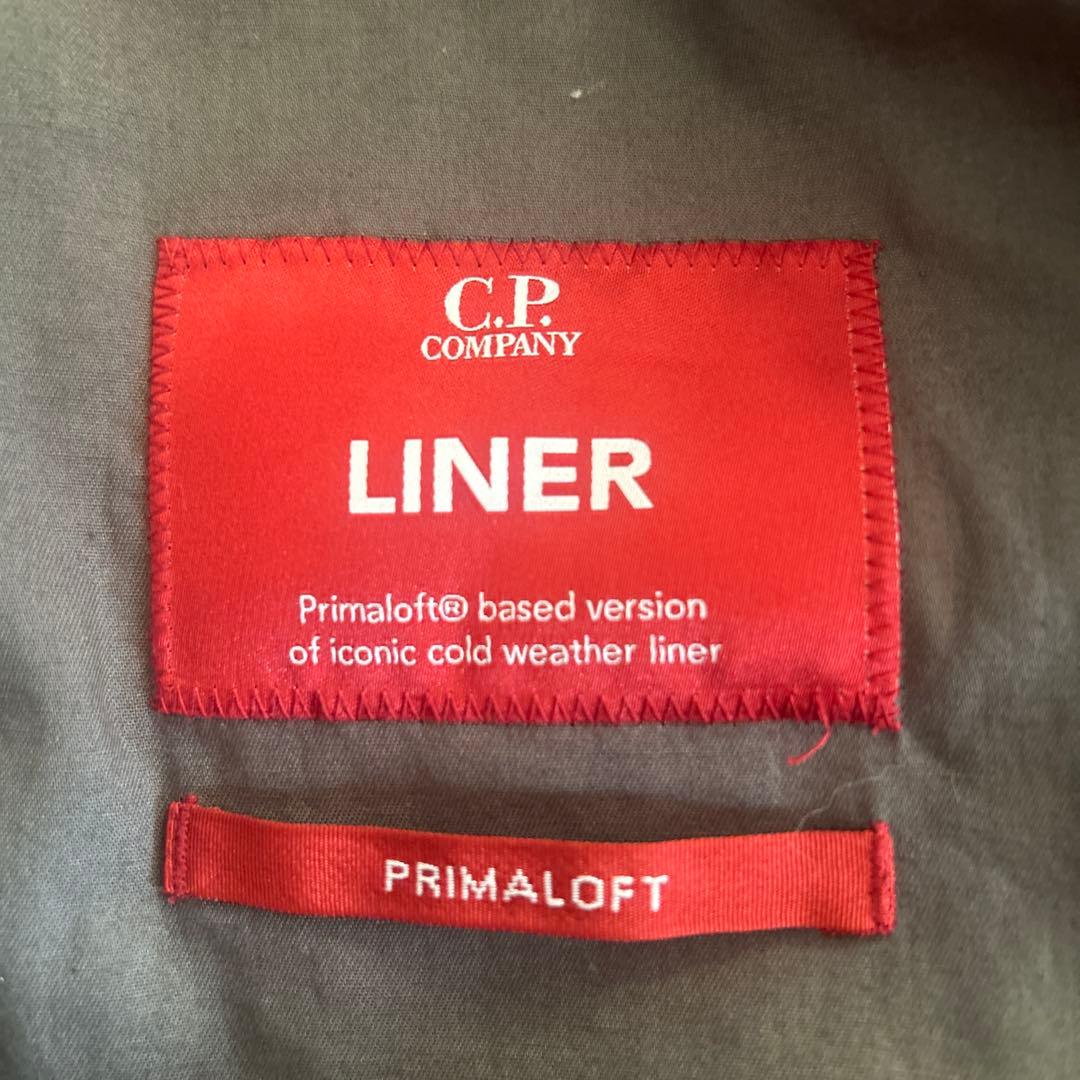 C.P.
COMPANY
LINER
Primaloft® based version
of iconic cold weather liner
PRIMALOFT